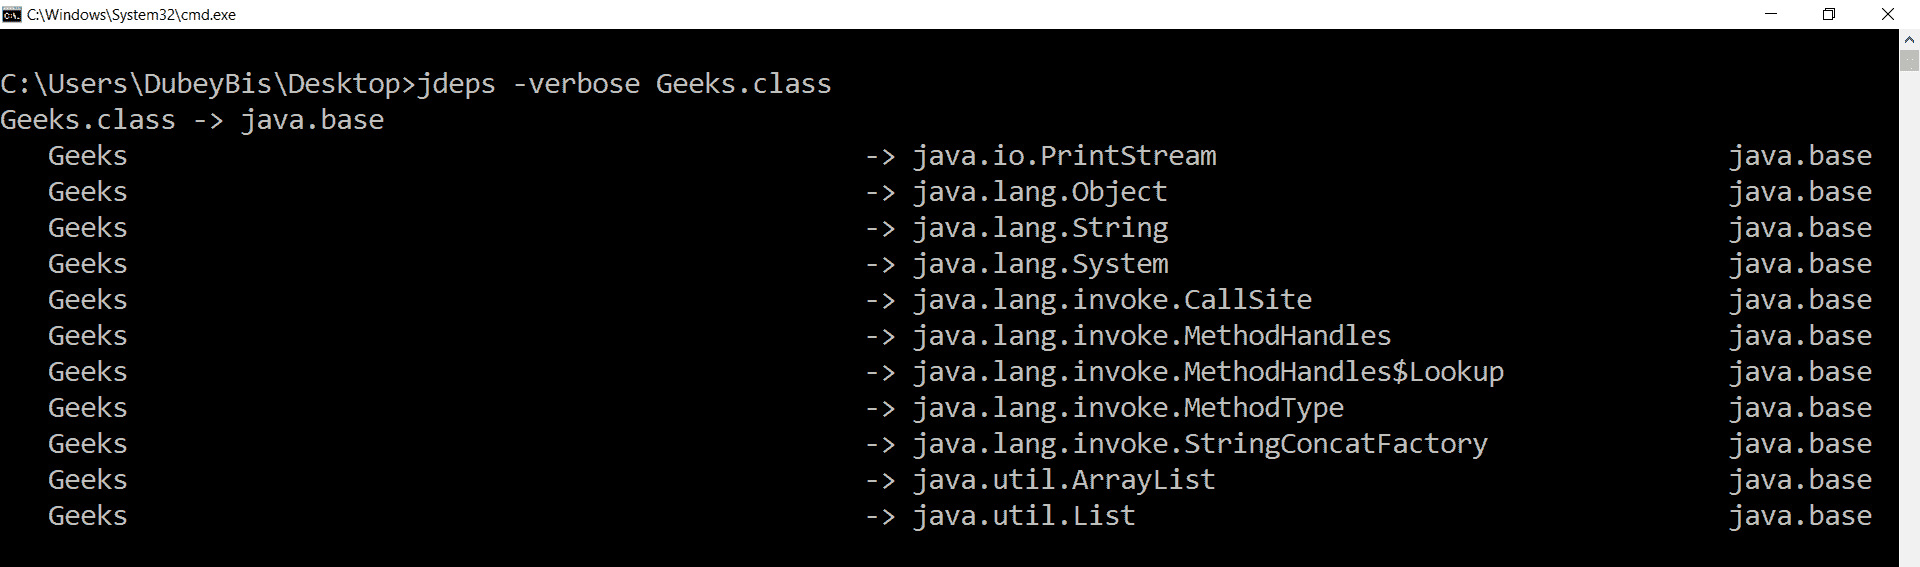 C:\Windows\System32\cmd.exe
C:\Users\DubeyBis\Desktop>jdeps -verbose Geeks.class
Geeks.class -> java.base
Geeks -> java.io.PrintStream java.base
Geeks -> java.lang.Object java.base
Geeks -> java.lang.String java.base
Geeks -> java.lang.System java.base
Geeks -> java.lang.invoke.CallSite java.base
Geeks -> java.lang.invoke.MethodHandles java.base
Geeks -> java.lang.invoke.MethodHandles$Lookup java.base
Geeks -> java.lang.invoke.MethodType java.base
Geeks -> java.lang.invoke.StringConcatFactory java.base
Geeks -> java.util.ArrayList java.base
Geeks -> java.util.List java.base